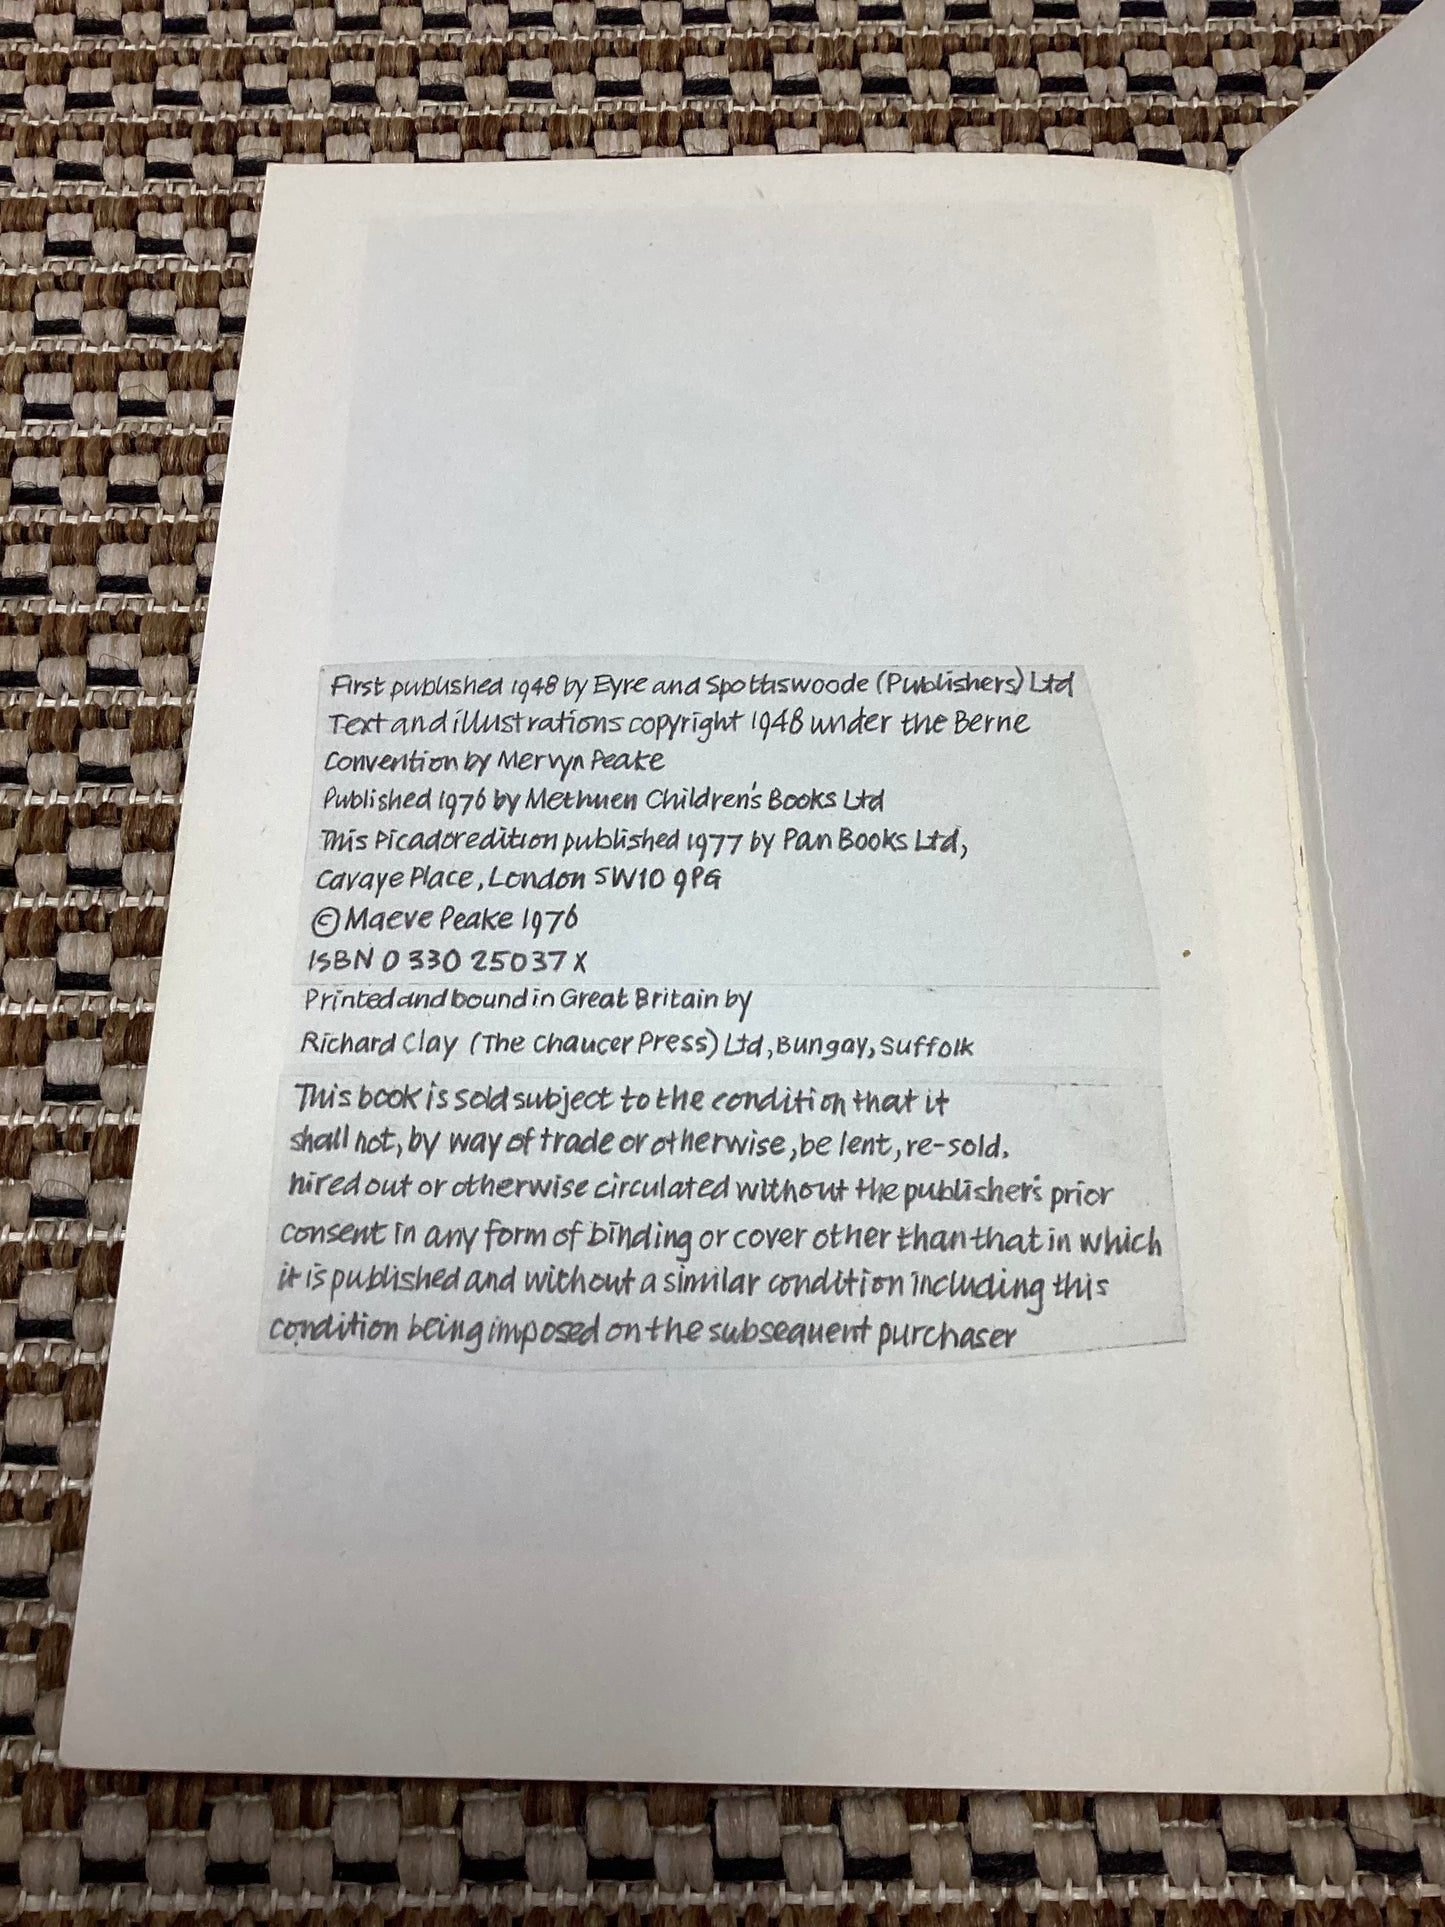 First published 1948 by Eyre and Spottiswoode (Publishers) Ltd
Text and illustrations copyright 1948 under the Berne
Convention by Mervyn Peake
Published 1976 by Methuen Children's Books Ltd
This Picador edition published 1977 by Pan Books Ltd,
Cavaye Place, London SW10 9PG
© Maeve Peake 1976
ISBN 0 330 25037 X
Printed and bound in Great Britain by
Richard Clay (The Chaucer Press) Ltd, Bungay, Suffolk
This book is sold subject to the condition that it
shall not, by way of trade or otherwise, be lent, re-sold.
hired out or otherwise circulated without the publisher's prior
consent in any form of binding or cover other than that in which
it is published and without a similar condition including this
condition being imposed on the subsequent purchaser